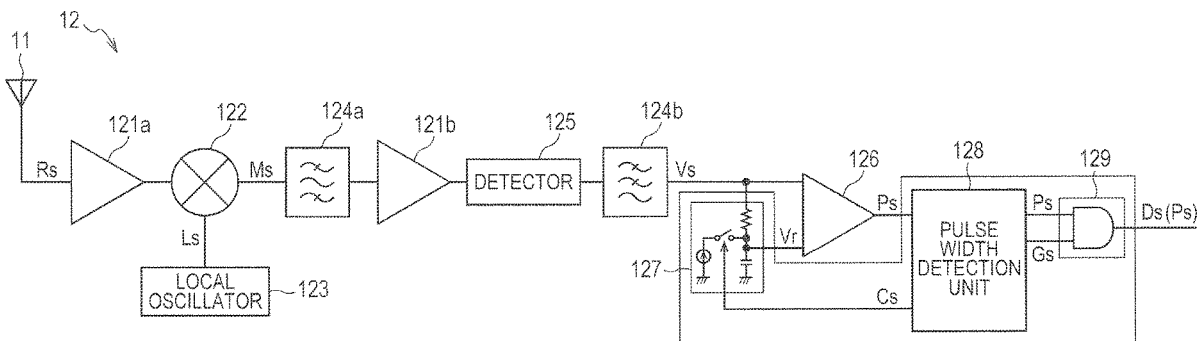 12
11
121a
122
124a
121b
125
124b
126
128
129
Rs
Ms
DETECTOR
Vs
Ps
Ps
Ds(Ps)
Gs
Ls
LOCAL
OSCILLATOR
123
127
Vr
Cs
PULSE
WIDTH
DETECTION
UNIT